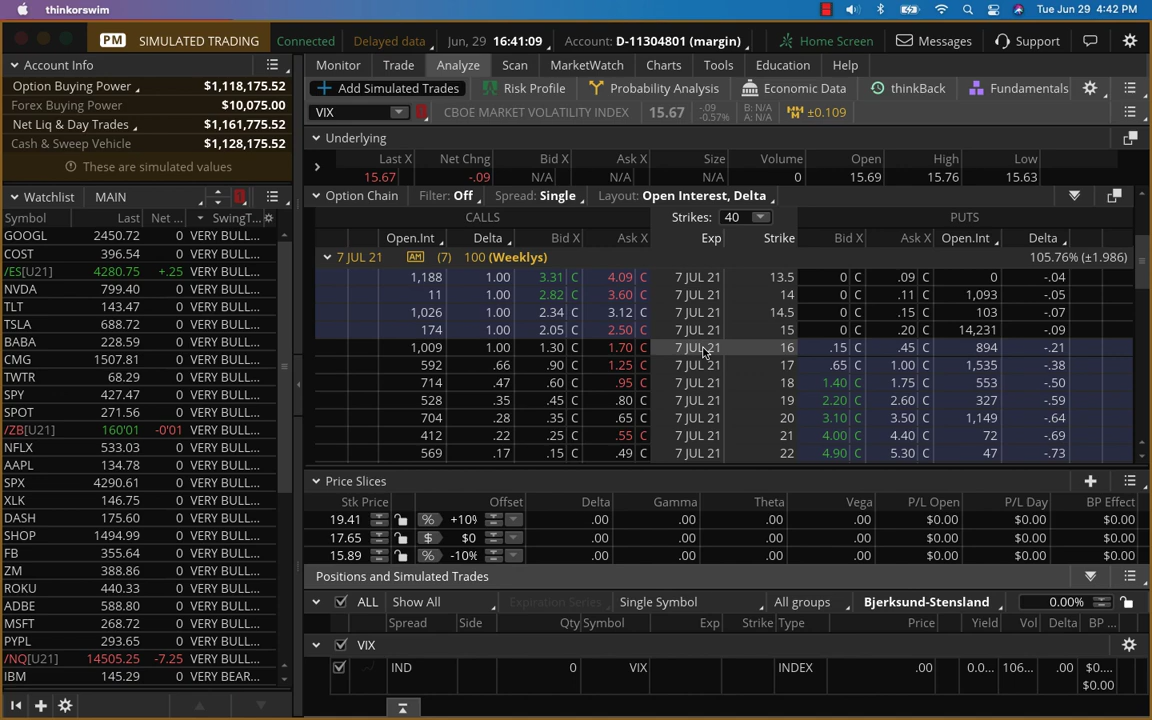 thinkorswim Tue Jun 29 4:42 PM
PM SIMULATED TRADING Connected Delayed data Jun, 29 16:41:09 Account: D-11304801 (margin) Home Screen Messages Support
Account Info
Option Buying Power $1,118,175.52
Forex Buying Power $10,075.00
Net Liq & Day Trades $1,161,775.52
Cash & Sweep Vehicle $1,128,175.52
These are simulated values
Watchlist MAIN 1
Symbol Last Net ... SwingT...
GOOGL 2450.72 0 VERY BULL...
COST 396.54 0 VERY BULL...
/ES[U21] 4280.75 +.25 VERY BULL...
NVDA 799.40 0 VERY BULL...
TLT 143.47 0 VERY BULL...
TSLA 688.72 0 VERY BULL...
BABA 228.59 0 VERY BULL...
CMG 1507.81 0 VERY BULL...
TWTR 68.29 0 VERY BULL...
SPY 427.47 0 VERY BULL...
SPOT 271.56 0 VERY BULL...
/ZB[U21] 160'01 -0'01 VERY BULL...
NFLX 533.03 0 VERY BULL...
AAPL 134.78 0 VERY BULL...
SPX 4290.61 0 VERY BULL...
XLK 146.75 0 VERY BULL...
DASH 175.60 0 VERY BULL...
SHOP 1494.99 0 VERY BULL...
FB 355.64 0 VERY BULL...
ZM 388.86 0 VERY BULL...
ROKU 440.33 0 VERY BULL...
ADBE 588.80 0 VERY BULL...
MSFT 268.72 0 VERY BULL...
PYPL 293.65 0 VERY BULL...
/NQ[U21] 14505.25 -7.25 VERY BULL...
IBM 145.29 0 VERY BEAR...
Monitor Trade Analyze Scan MarketWatch Charts Tools Education Help
Add Simulated Trades Risk Profile Probability Analysis Economic Data thinkBack Fundamentals
VIX CBOE MARKET VOLATILITY INDEX 15.67 -.09 -0.57% B: N/A A: N/A ±0.109
Underlying
Last X Net Chng Bid X Ask X Size Volume Open High Low
15.67 -.09 N/A N/A N/A 0 15.69 15.76 15.63
Option Chain Filter: Off Spread: Single Layout: Open Interest, Delta
CALLS Strikes: 40 PUTS
Open.Int Delta Bid X Ask X Exp Strike Bid X Ask X Open.Int Delta
7 JUL 21 AM (7) 100 (Weeklys) 105.76% (±1.986)
1,188 1.00 3.31 C 4.09 C 7 JUL 21 13.5 0 C .09 C 0 -.04
11 1.00 2.82 C 3.60 C 7 JUL 21 14 0 C .11 C 1,093 -.05
1,026 1.00 2.34 C 3.12 C 7 JUL 21 14.5 0 C .15 C 103 -.07
174 1.00 2.05 C 2.50 C 7 JUL 21 15 0 C .20 C 14,231 -.09
1,009 1.00 1.30 C 1.70 C 7 JUL 21 16 .15 C .45 C 894 -.21
592 .66 .90 C 1.25 C 7 JUL 21 17 .65 C 1.00 C 1,535 -.38
714 .47 .60 C .95 C 7 JUL 21 18 1.40 C 1.75 C 553 -.50
528 .35 .45 C .80 C 7 JUL 21 19 2.20 C 2.60 C 327 -.59
704 .28 .35 C .65 C 7 JUL 21 20 3.10 C 3.50 C 1,149 -.64
412 .22 .25 C .55 C 7 JUL 21 21 4.00 C 4.40 C 72 -.69
569 .17 .15 C .49 C 7 JUL 21 22 4.90 C 5.30 C 47 -.73
Price Slices
Stk Price Offset Delta Gamma Theta Vega P/L Open P/L Day BP Effect
19.41 % +10% .00 .00 .00 .00 $0.00 $0.00 $0.00
17.65 $ $0 .00 .00 .00 .00 $0.00 $0.00 $0.00
15.89 % -10% .00 .00 .00 .00 $0.00 $0.00 $0.00
Positions and Simulated Trades
ALL Show All Expiration Series Single Symbol All groups Bjerksund-Stensland 0.00%
Spread Side Qty Symbol Exp Strike Type Price Yield Vol Delta BP ...
VIX
IND 0 VIX INDEX .00 0.0... 106... .00 $0....
$0.00